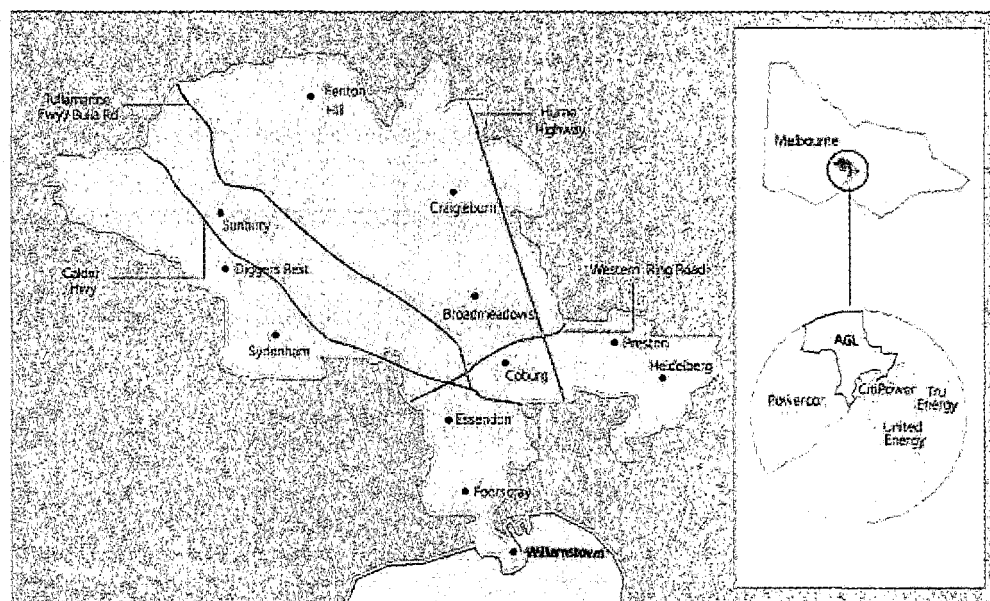 Tullamarine
Fwy/ Bulla Rd
Fenton
Hill
Hume
Highway
Craigieburn
Sunbury
Calder
Hwy
Diggers Rest
Western Ring Road
Broadmeadows
Sydenham
Preston
Coburg
Heidelberg
Essendon
Footscray
Williamstown
Melbourne
AGL
Powercor
CitiPower
Tru
Energy
United
Energy